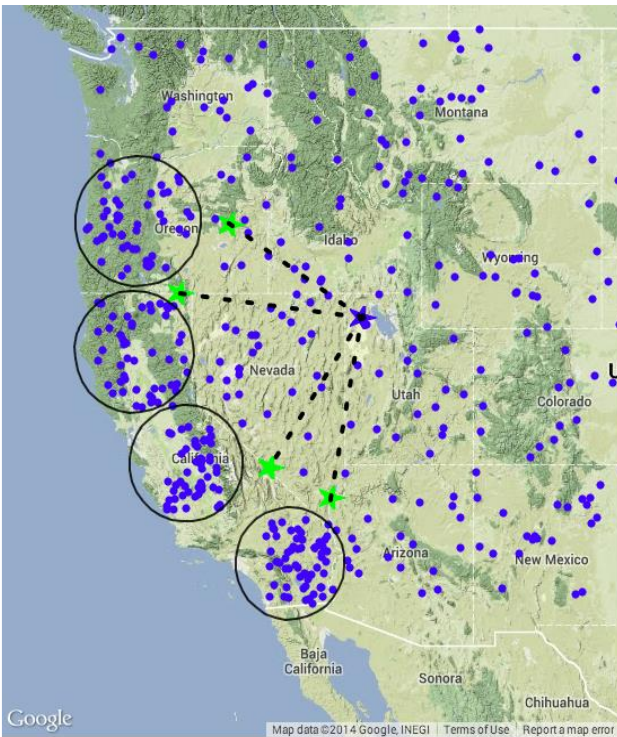 Washington
Montana
Oregon
Idaho
Wyoming
Nevada
U
Utah
Colorado
California
Arizona
New Mexico
Baja
California
Sonora
Chihuahua
Google
Map data ©2014 Google, INEGI
Terms of Use
Report a map error